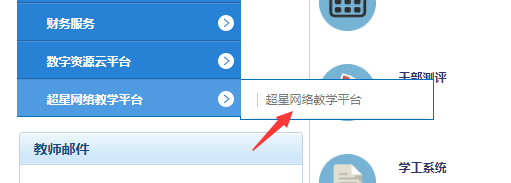 财务服务
数字资源云平台
超星网络教学平台
超星网络教学平台
干部测评
教师邮件
学工系统